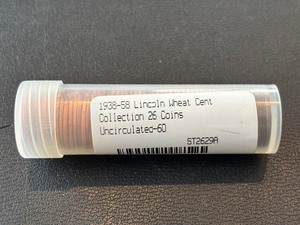 1938-58 Lincoln Wheat Cent
Collection 26 Coins
Uncirculated-60
ST2629A